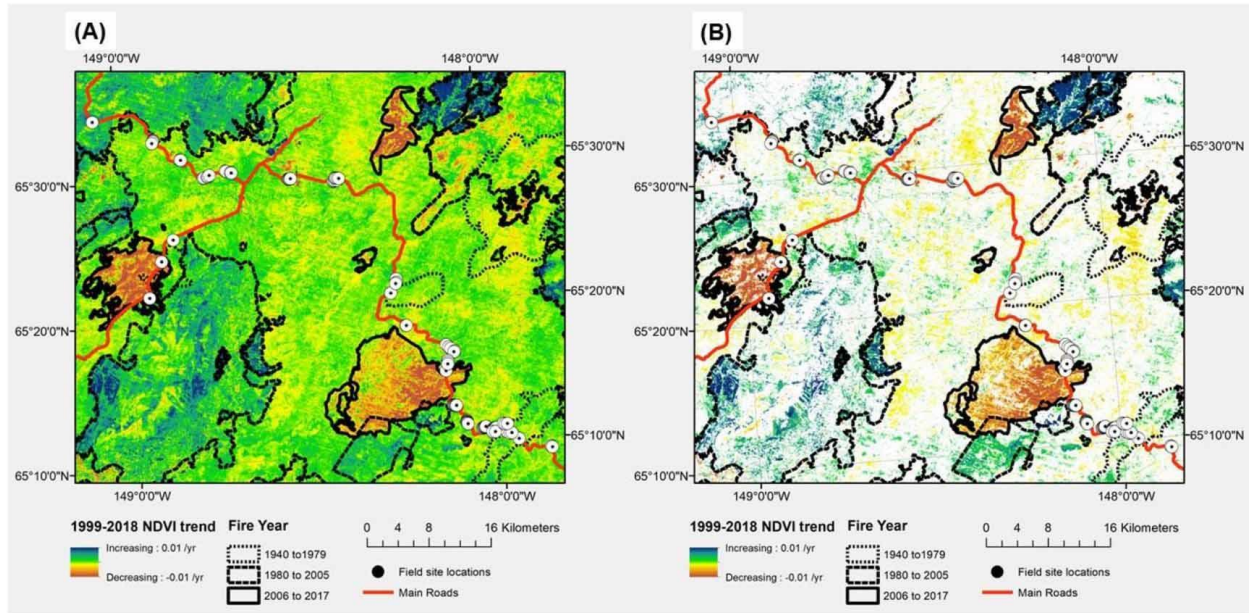 (A)
(B)
149°0'0"W
148°0'0"W
149°0'0"W
148°0'0"W
65°30'0"N
65°20'0"N
65°10'0"N
65°30'0"N
65°20'0"N
65°10'0"N
65°30'0"N
65°20'0"N
65°10'0"N
65°30'0"N
65°20'0"N
65°10'0"N
149°0'0"W
148°0'0"W
149°0'0"W
148°0'0"W
1999-2018 NDVI trend
Increasing : 0.01 /yr
Decreasing : -0.01 /yr
Fire Year
1940 to1979
1980 to 2005
2006 to 2017
0 4 8 16 Kilometers
Field site locations
Main Roads
1999-2018 NDVI trend
Increasing : 0.01 /yr
Decreasing : -0.01 /yr
Fire Year
1940 to1979
1980 to 2005
2006 to 2017
0 4 8 16 Kilometers
Field site locations
Main Roads